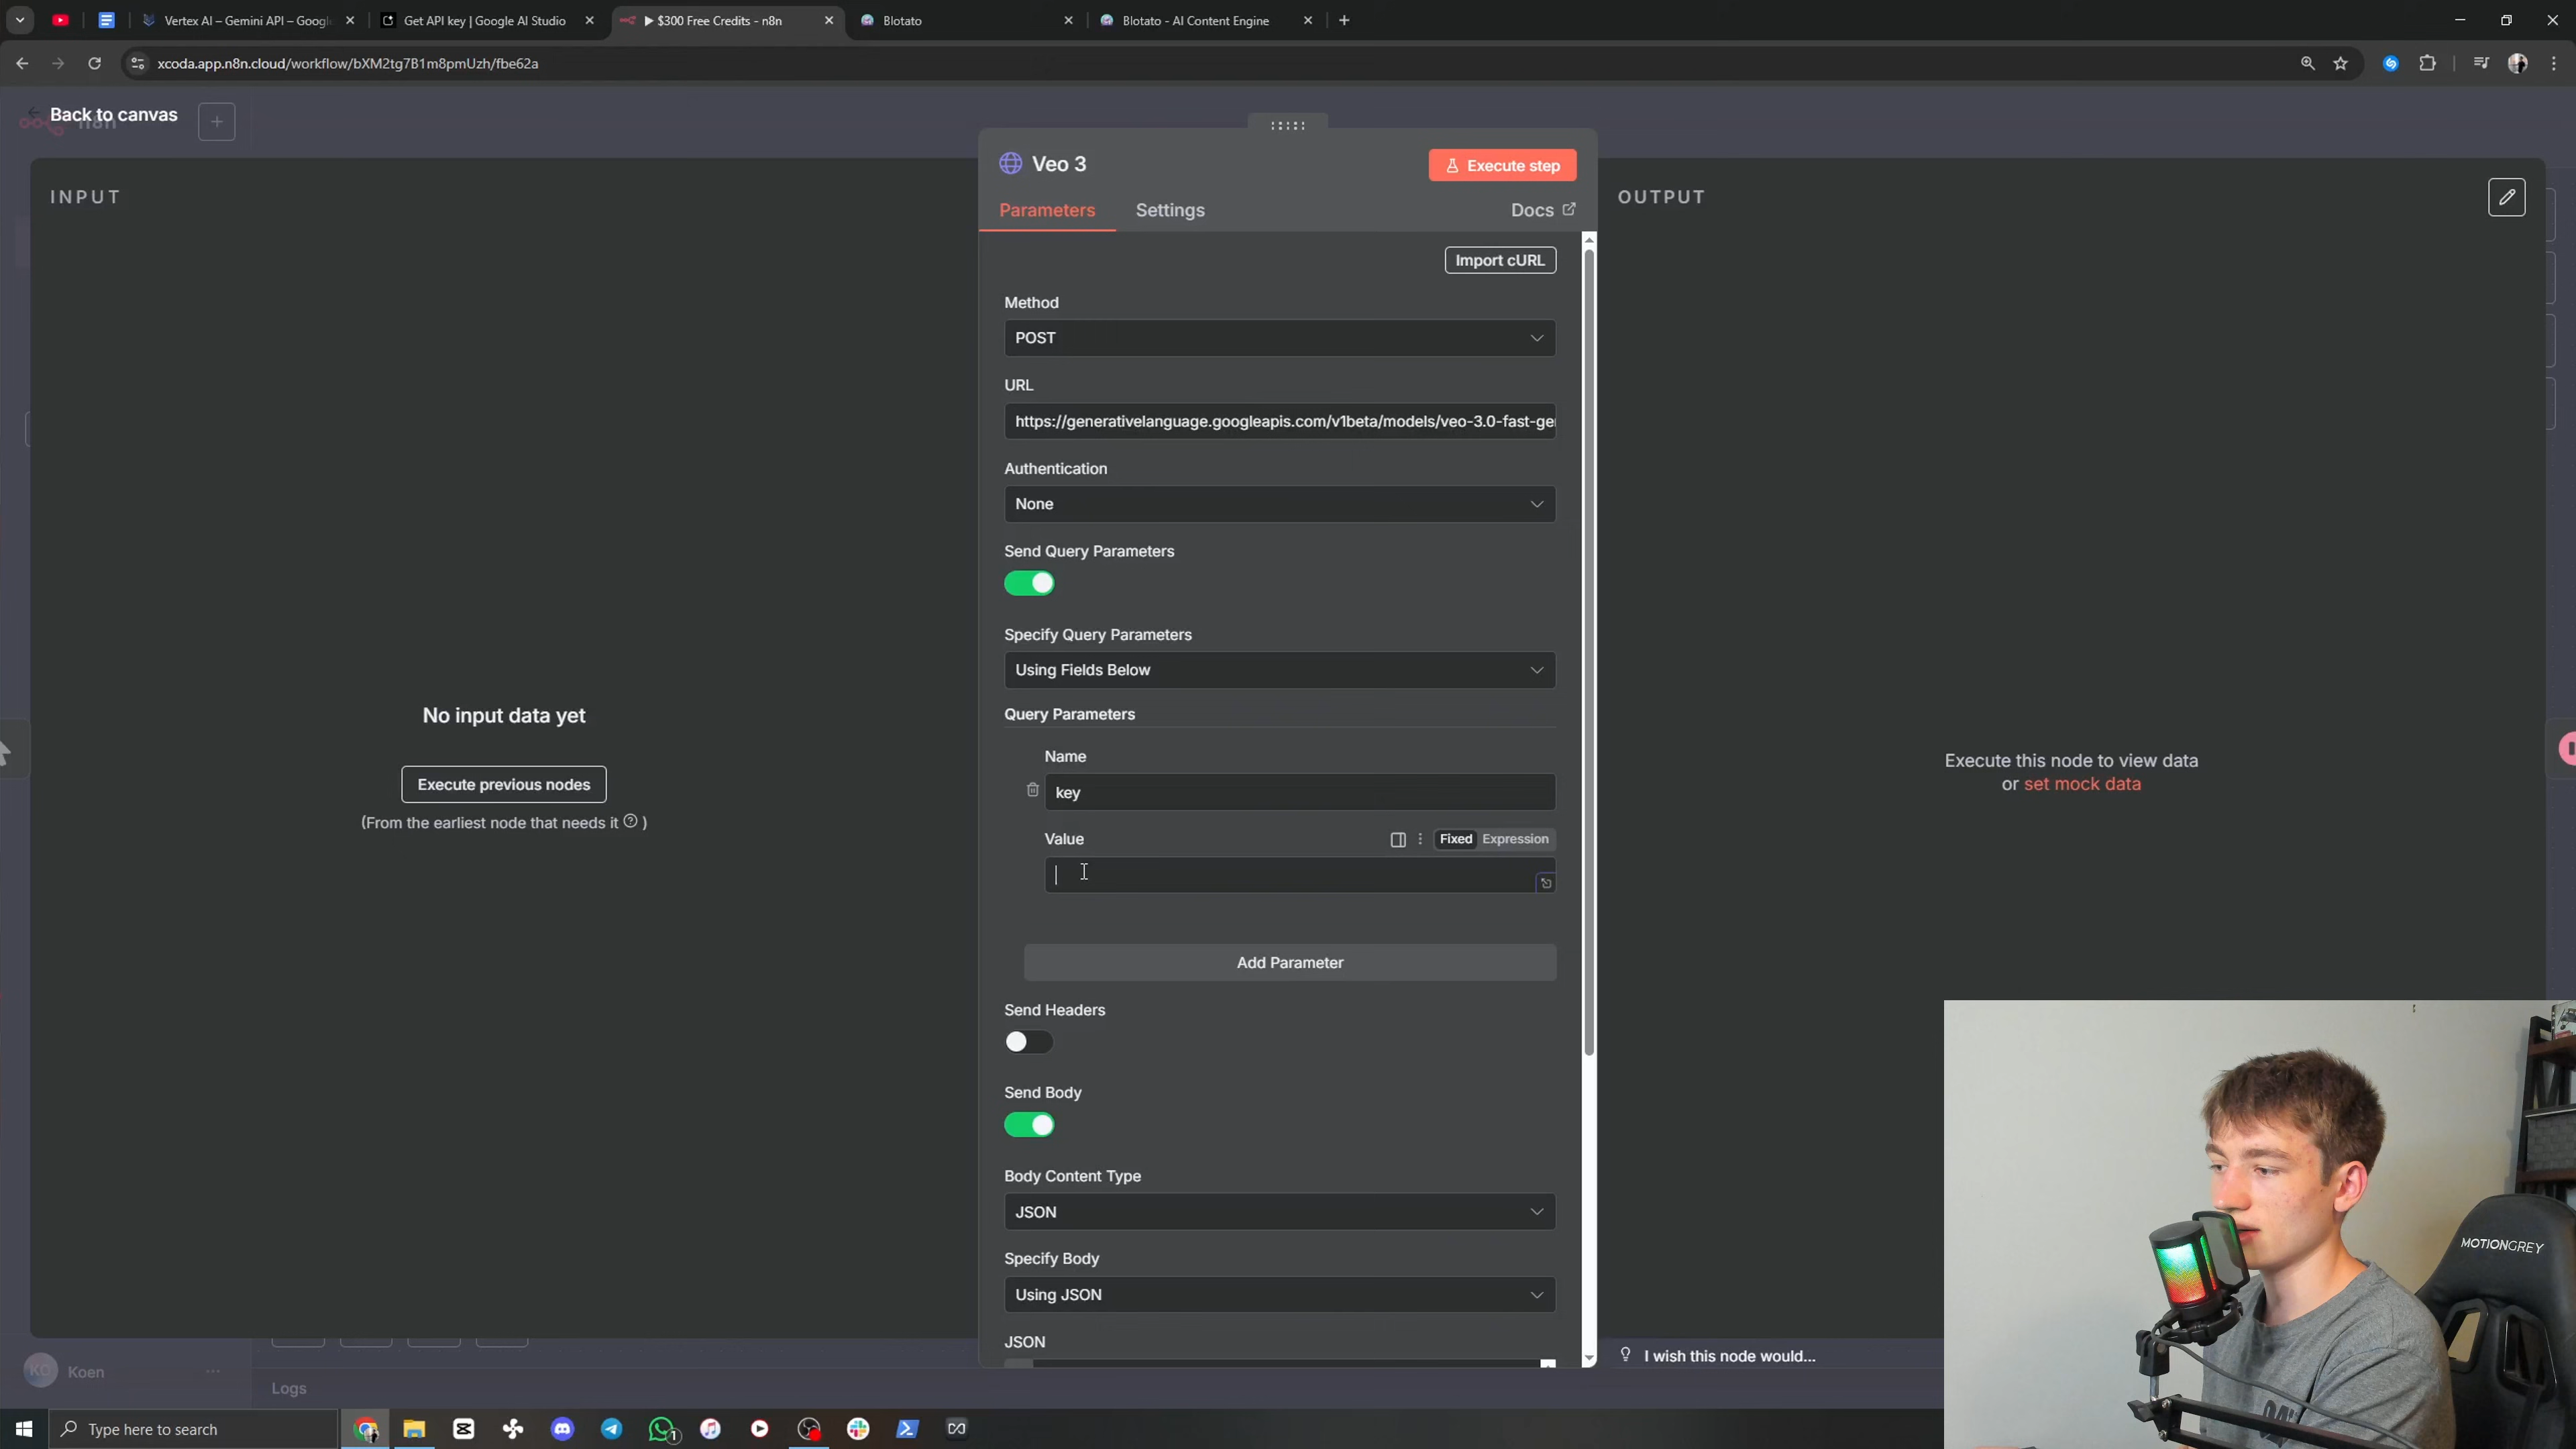 Vertex AI – Gemini API – Google
Get API key | Google AI Studio
▶ $300 Free Credits - n8n
Blotato
Blotato - AI Content Engine
xcoda.app.n8n.cloud/workflow/bXM2tg7B1m8pmUzh/fbe62a
Back to canvas
n8n
Veo 3
Execute step
INPUT
Parameters
Settings
Docs
OUTPUT
Import cURL
Method
POST
URL
https://generativelanguage.googleapis.com/v1beta/models/veo-3.0-fast-ge
Authentication
None
Send Query Parameters
Specify Query Parameters
Using Fields Below
Query Parameters
Name
key
Value
Fixed
Expression
Add Parameter
Send Headers
Send Body
Body Content Type
JSON
Specify Body
Using JSON
JSON
No input data yet
Execute previous nodes
(From the earliest node that needs it ? )
Execute this node to view data
or set mock data
I wish this node would...
MOTIONGREY
KO
Koen
Logs
Type here to search
1